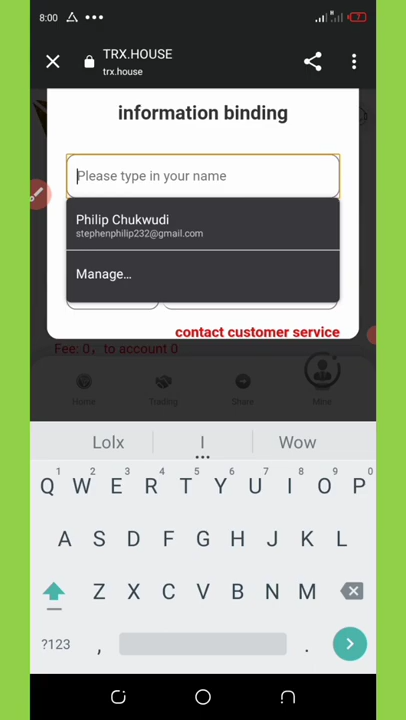 8:00
7
TRX.HOUSE
trx.house
information binding
Please type in your name
Philip Chukwudi
stephenphilip232@gmail.com
Manage...
contact customer service
Fee: 0, to account 0
Home Trading Share Mine
Lolx I Wow
1 2 3 4 5 6 7 8 9 0
Q W E R T Y U I O P
A S D F G H J K L
Z X C V B N M
?123 , .